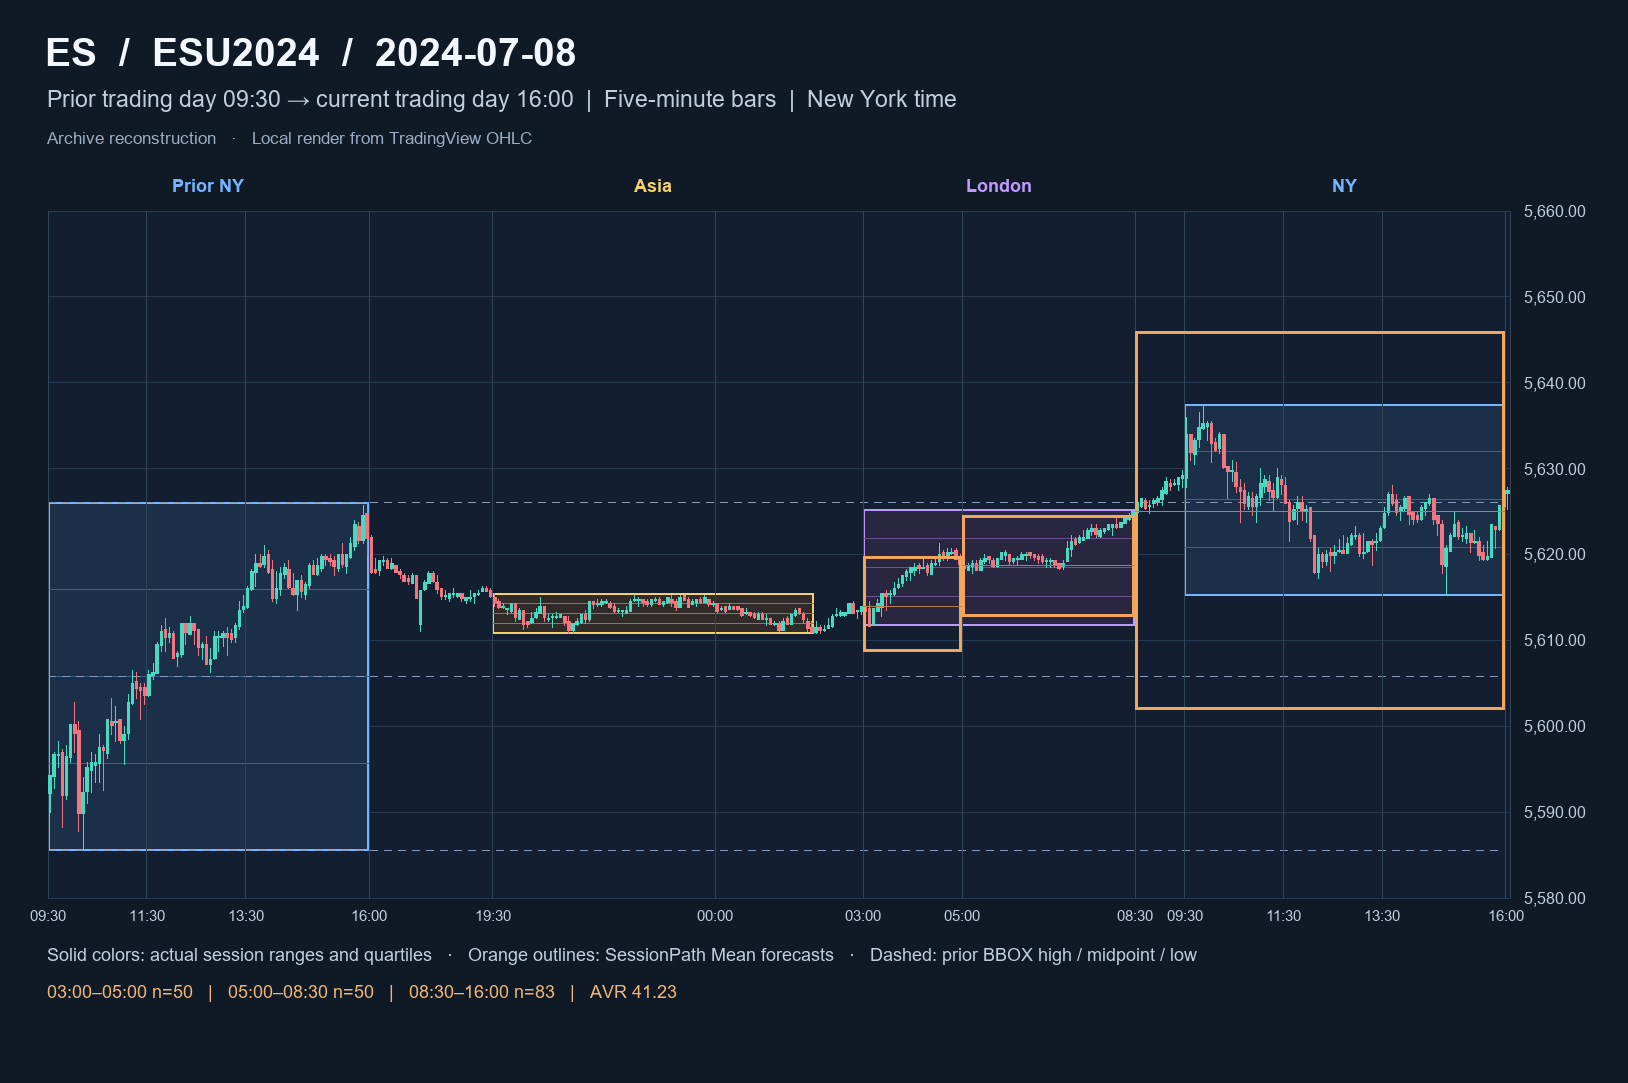 ES / ESU2024 / 2024-07-08
Prior trading day 09:30 → current trading day 16:00 | Five-minute bars | New York time
Archive reconstruction · Local render from TradingView OHLC
Prior NY Asia London NY
5,660.00
5,650.00
5,640.00
5,630.00
5,620.00
5,610.00
5,600.00
5,590.00
5,580.00
09:30 11:30 13:30 16:00 19:30 00:00 03:00 05:00 08:30 09:30 11:30 13:30 16:00
Solid colors: actual session ranges and quartiles · Orange outlines: SessionPath Mean forecasts · Dashed: prior BBOX high / midpoint / low
03:00–05:00 n=50 | 05:00–08:30 n=50 | 08:30–16:00 n=83 | AVR 41.23